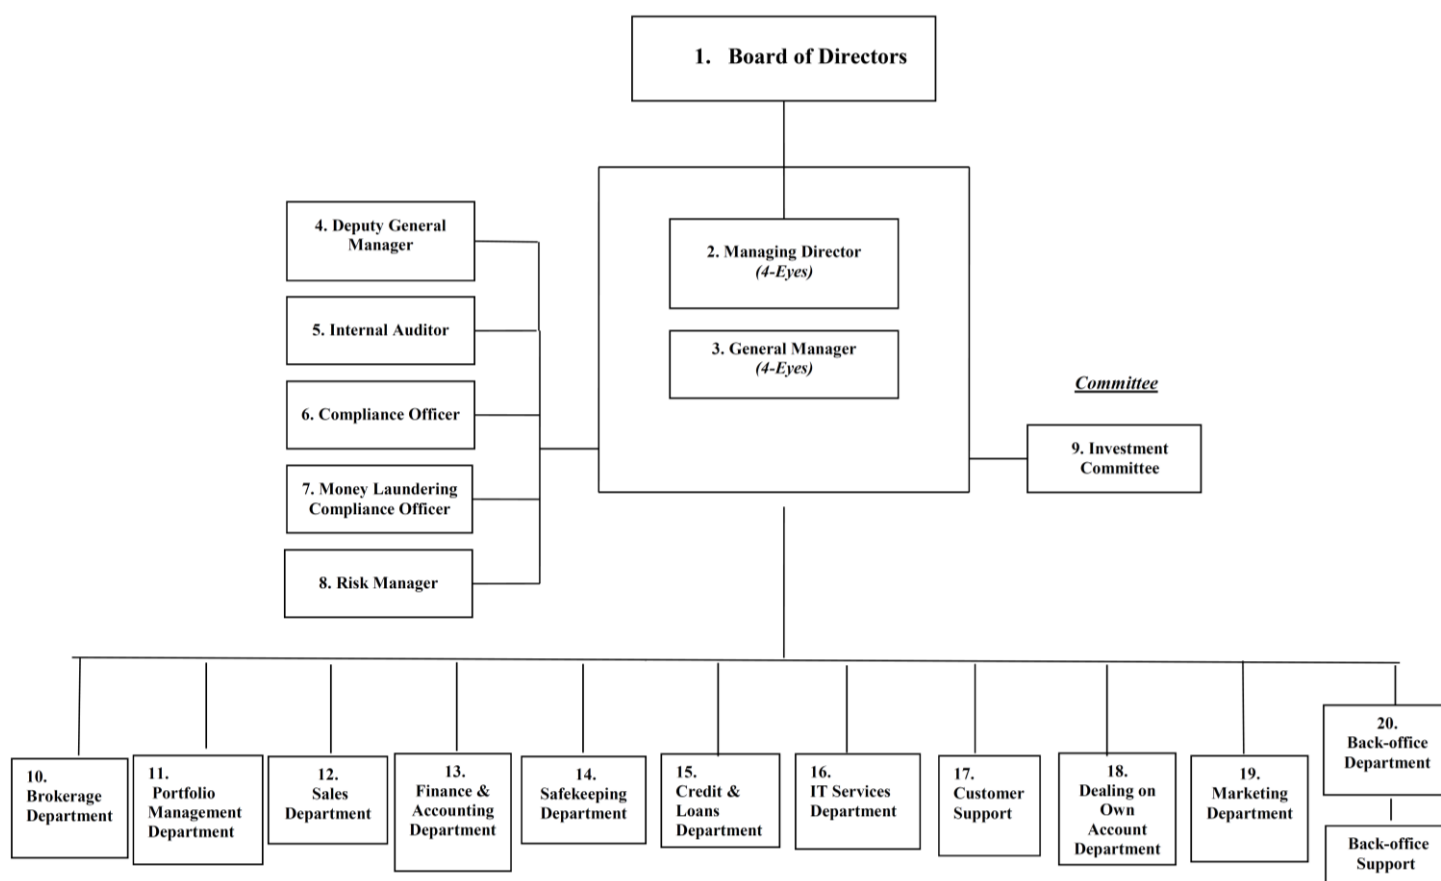 1. Board of Directors
4. Deputy General
Manager
2. Managing Director
(4-Eyes)
5. Internal Auditor
3. General Manager
(4-Eyes)
6. Compliance Officer
Committee
9. Investment
Committee
7. Money Laundering
Compliance Officer
8. Risk Manager
10.
Brokerage
Department
11.
Portfolio
Management
Department
12.
Sales
Department
13.
Finance &
Accounting
Department
14.
Safekeeping
Department
15.
Credit &
Loans
Department
16.
IT Services
Department
17.
Customer
Support
18.
Dealing on
Own
Account
Department
19.
Marketing
Department
20.
Back-office
Department
Back-office
Support